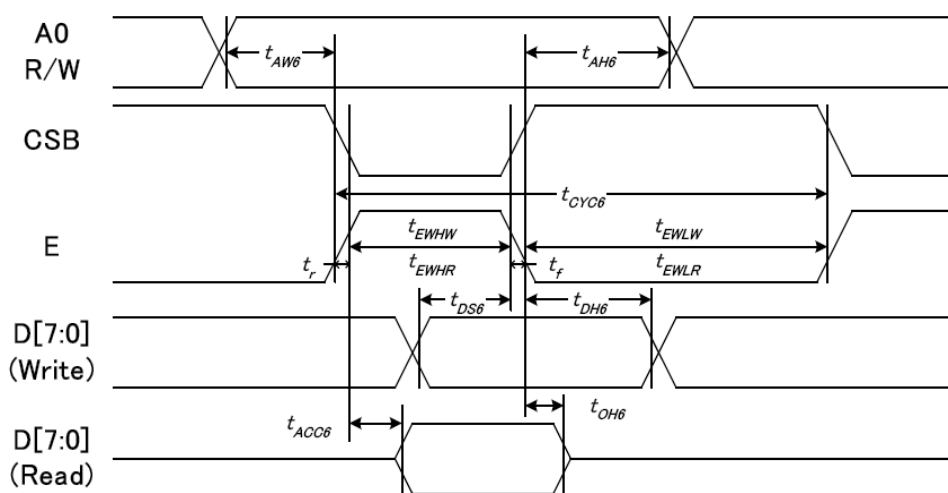 A0
R/W
tAW6
tAH6
CSB
tCYC6
E
tEWHW
tEWLW
tr
tEWHR
tf
tEWLR
tDS6
tDH6
D[7:0]
(Write)
tACC6
tOH6
D[7:0]
(Read)